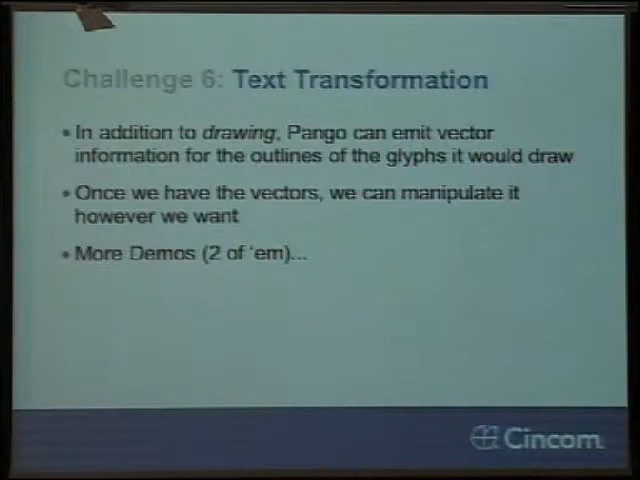 Challenge 6: Text Transformation
• In addition to drawing, Pango can emit vector
information for the outlines of the glyphs it would draw
• Once we have the vectors, we can manipulate it
however we want
• More Demos (2 of 'em)...
Cincom